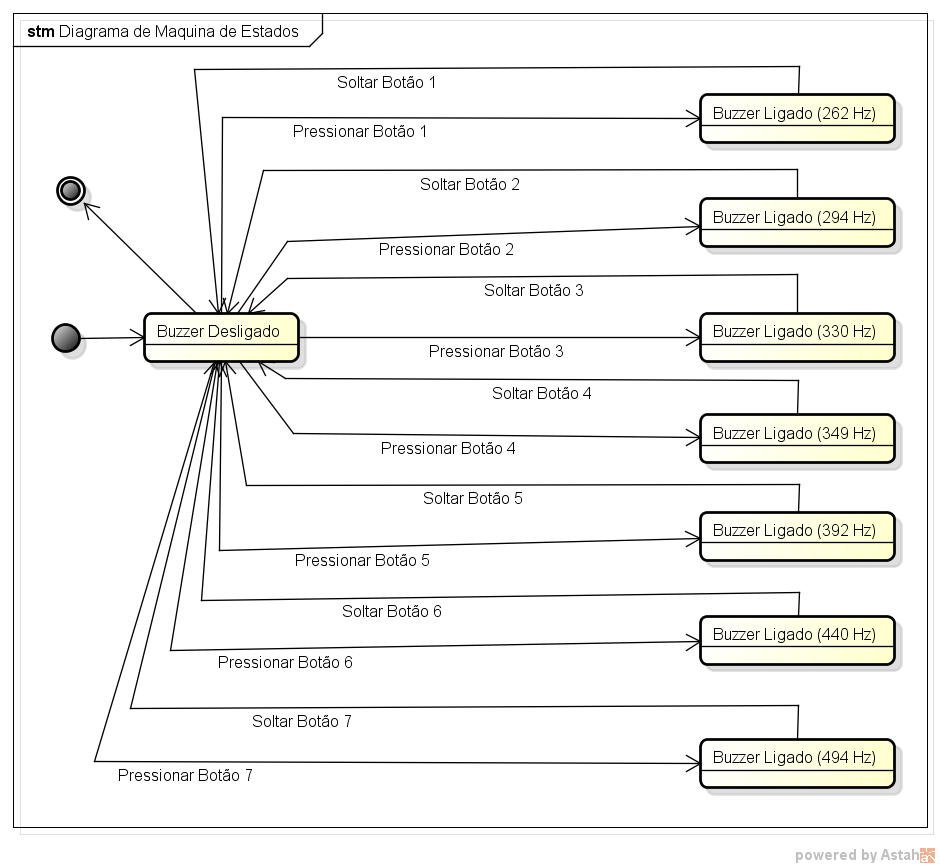 stm Diagrama de Maquina de Estados
Soltar Botão 1
Buzzer Ligado (262 Hz)
Pressionar Botão 1
Soltar Botão 2
Buzzer Ligado (294 Hz)
Pressionar Botão 2
Soltar Botão 3
Buzzer Desligado
Buzzer Ligado (330 Hz)
Pressionar Botão 3
Soltar Botão 4
Buzzer Ligado (349 Hz)
Pressionar Botão 4
Soltar Botão 5
Buzzer Ligado (392 Hz)
Pressionar Botão 5
Soltar Botão 6
Buzzer Ligado (440 Hz)
Pressionar Botão 6
Soltar Botão 7
Buzzer Ligado (494 Hz)
Pressionar Botão 7
powered by Astah